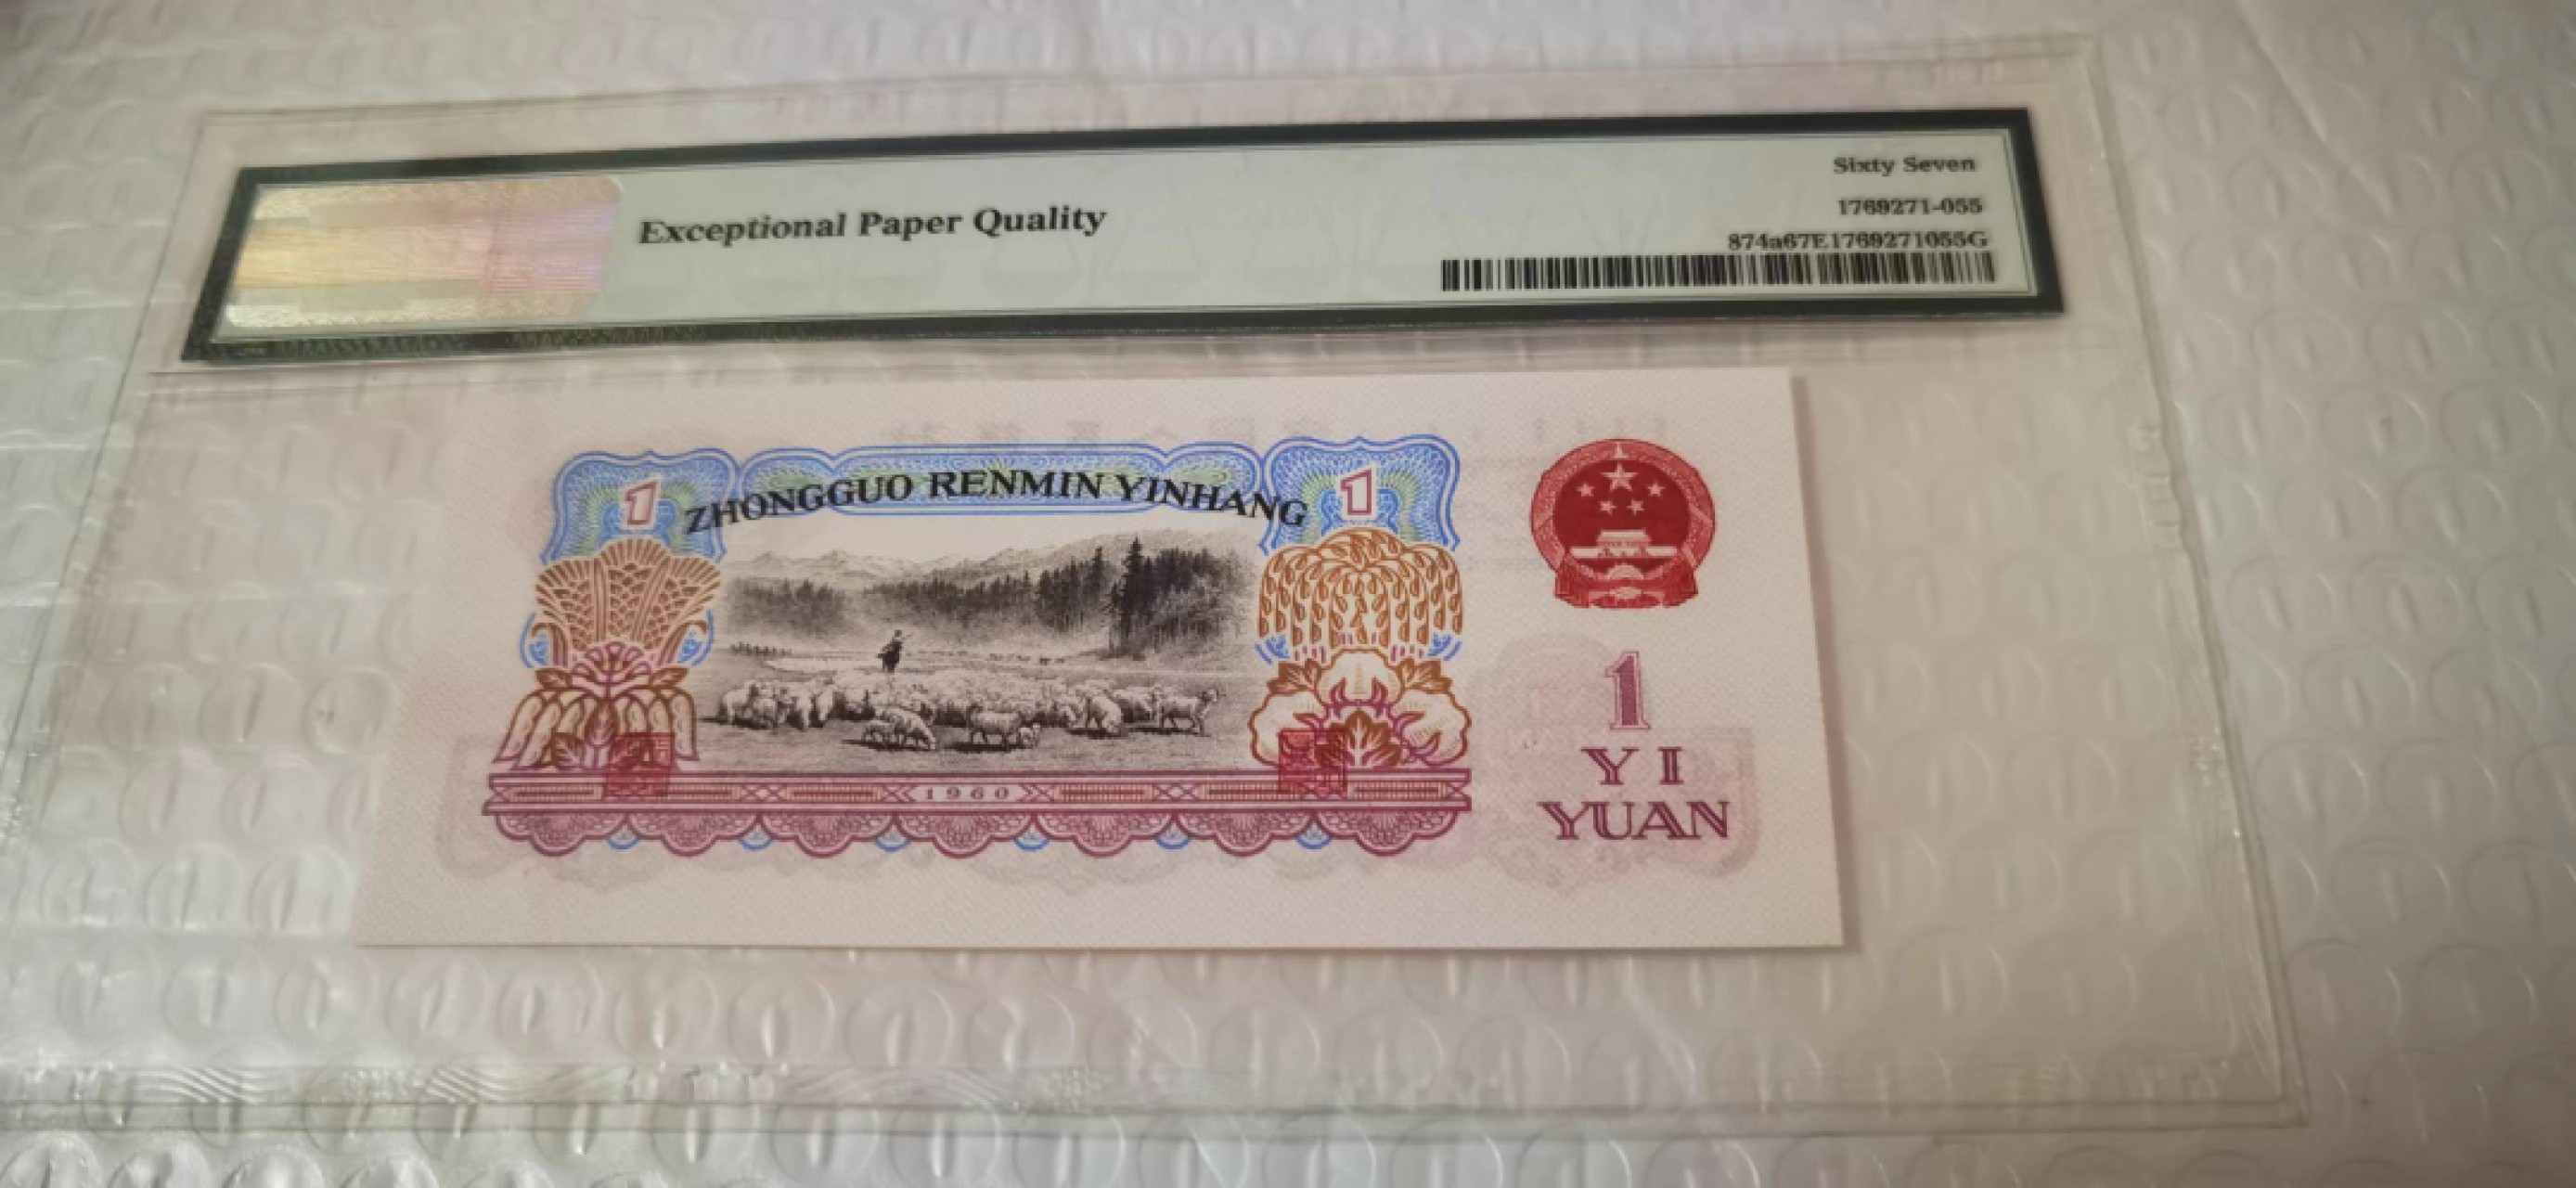 Sixty Seven
Exceptional Paper Quality
1769271-055
874a67E1769271055G
1 ZHONGGUO RENMIN YINHANG 1
1960
1
YI
YUAN